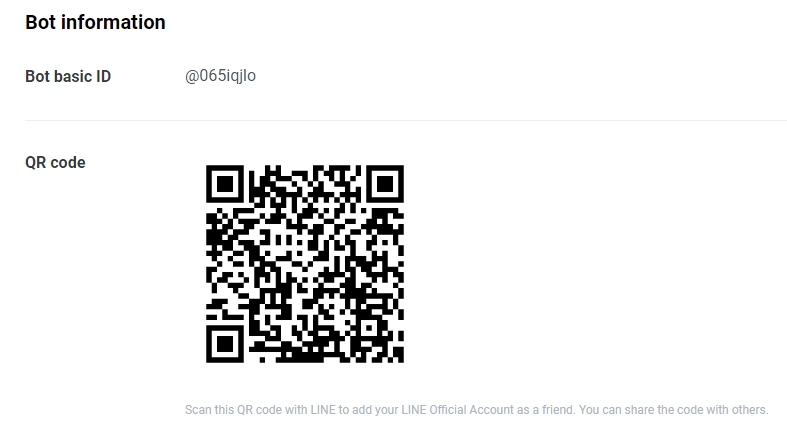 Bot information
Bot basic ID @065iqjlo
QR code
Scan this QR code with LINE to add your LINE Official Account as a friend. You can share the code with others.